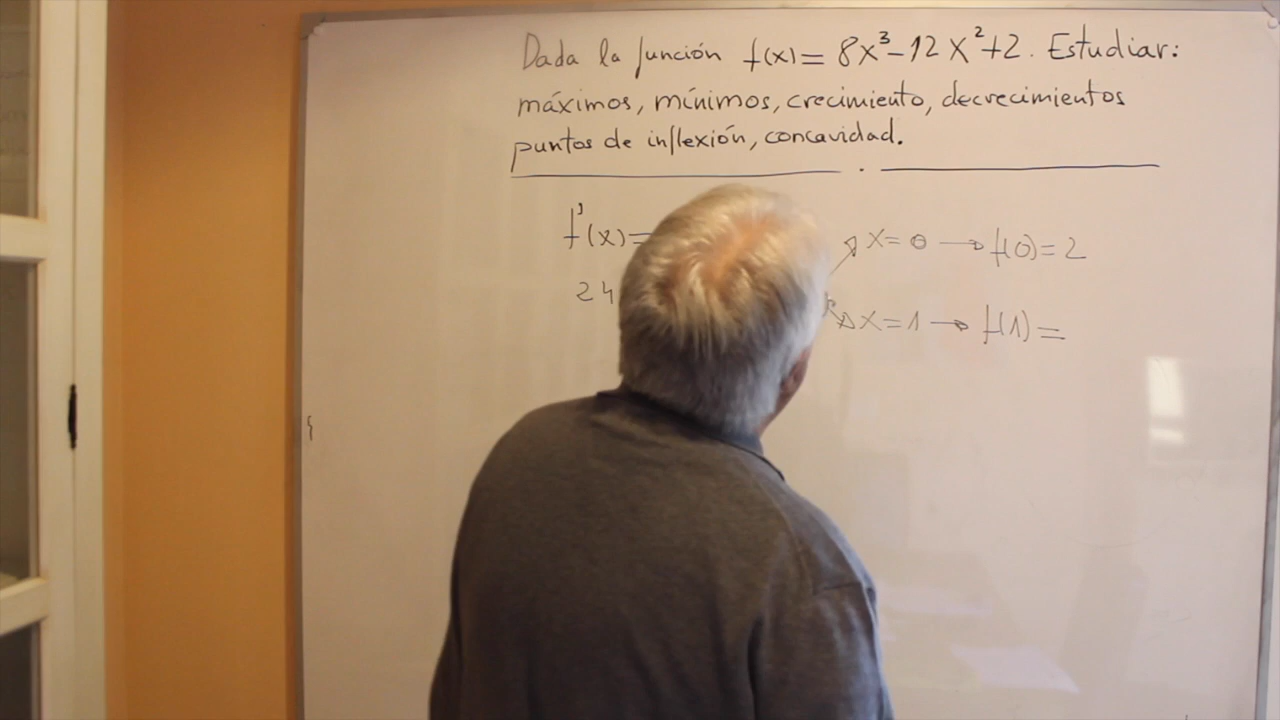 Dada la función f(x)= 8x³-12x²+2. Estudiar:
máximos, mínimos, crecimiento, decrecimientos
puntos de inflexión, concavidad.
f'(x)=
x=0 → f(0)=2
24
x=1 → f(1)=